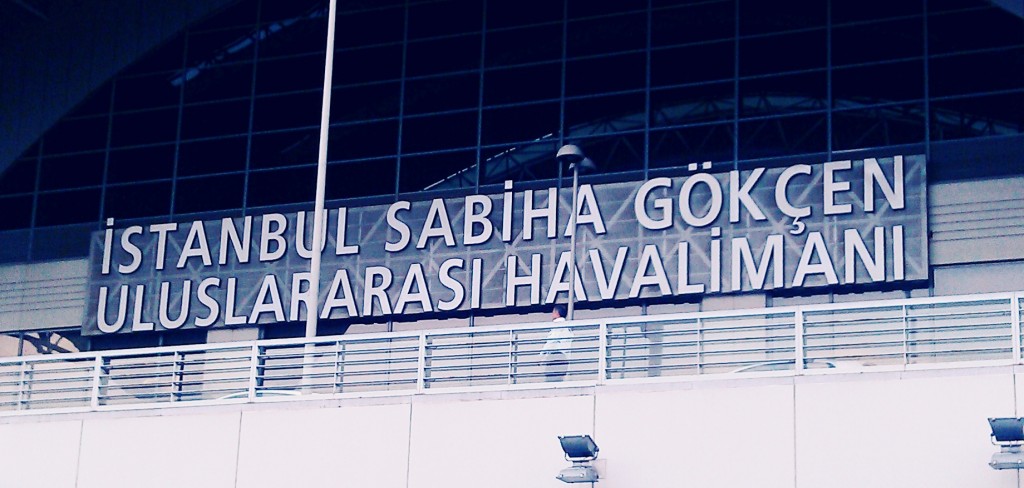 İSTANBUL SABİHA GÖKÇEN
ULUSLARARASI HAVALİMANI